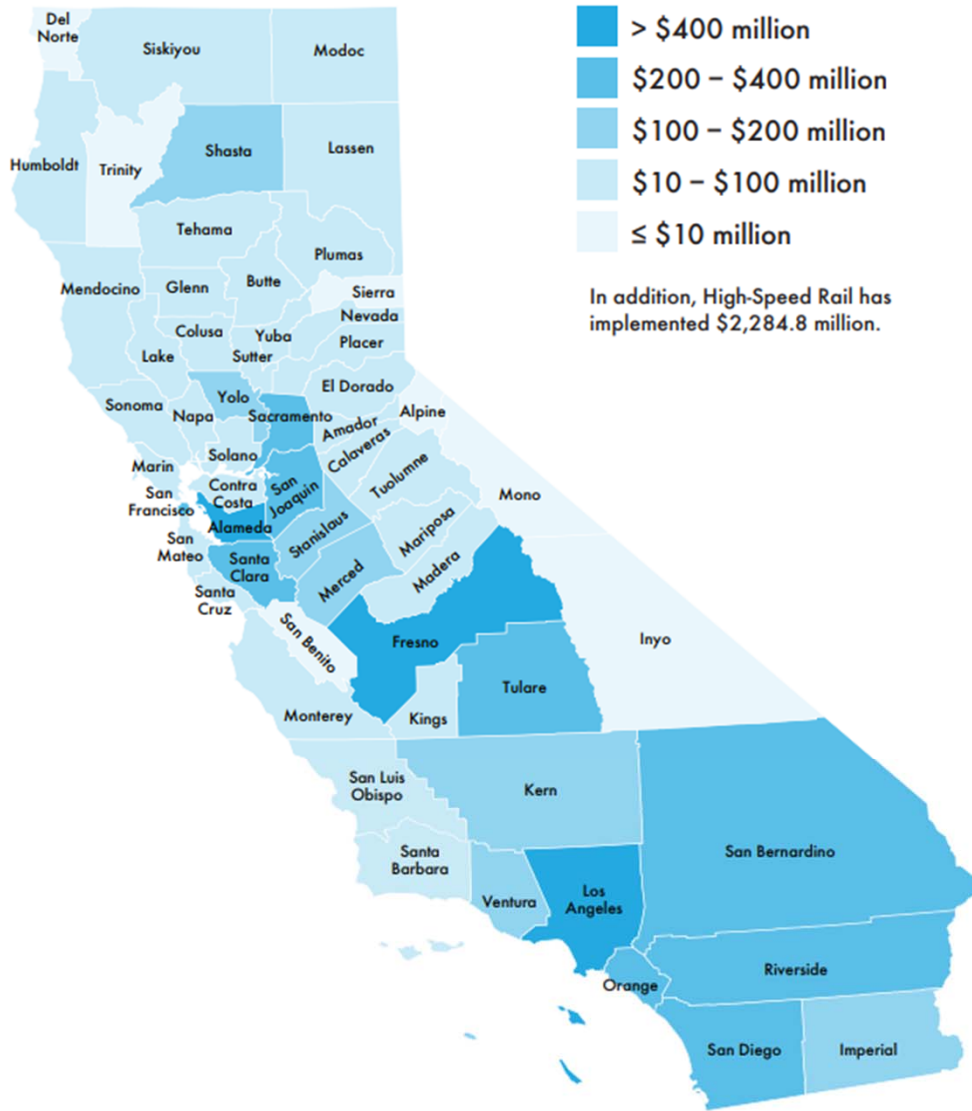 > $400 million
$200 – $400 million
$100 – $200 million
$10 – $100 million
≤ $10 million
In addition, High-Speed Rail has
implemented $2,284.8 million.
Del
Norte
Siskiyou
Modoc
Humboldt
Trinity
Shasta
Lassen
Tehama
Plumas
Mendocino
Glenn
Butte
Sierra
Nevada
Colusa
Yuba
Placer
Lake
Sutter
El Dorado
Sonoma
Napa
Yolo
Sacramento
Amador
Alpine
Calaveras
Marin
Solano
Tuolumne
Mono
San
Francisco
Contra
Costa
San
Joaquin
Alameda
Stanislaus
Mariposa
San
Mateo
Santa
Clara
Merced
Madera
Santa
Cruz
San Benito
Fresno
Inyo
Tulare
Monterey
Kings
San Luis
Obispo
Kern
Santa
Barbara
San Bernardino
Ventura
Los
Angeles
Orange
Riverside
San Diego
Imperial